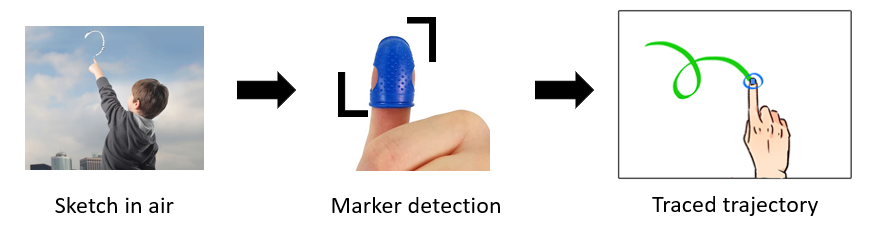 Sketch in air
Marker detection
Traced trajectory